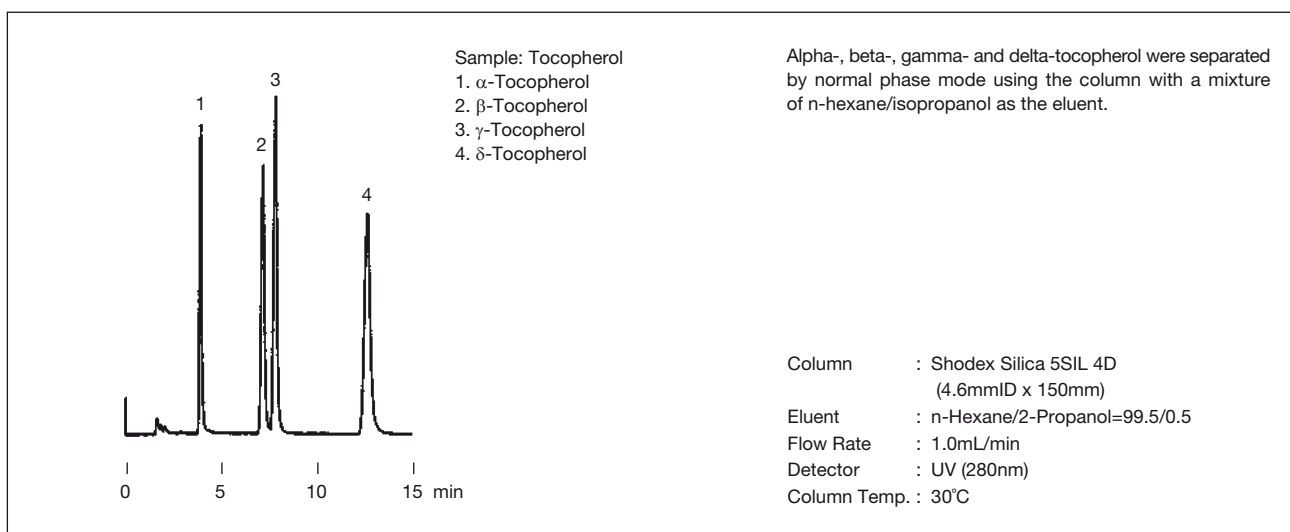 Sample: Tocopherol
1. α-Tocopherol
2. β-Tocopherol
3. γ-Tocopherol
4. δ-Tocopherol
Alpha-, beta-, gamma- and delta-tocopherol were separated
by normal phase mode using the column with a mixture
of n-hexane/isopropanol as the eluent.
1
2
3
4
0 5 10 15 min
Column : Shodex Silica 5SIL 4D
(4.6mmID x 150mm)
Eluent : n-Hexane/2-Propanol=99.5/0.5
Flow Rate : 1.0mL/min
Detector : UV (280nm)
Column Temp. : 30℃